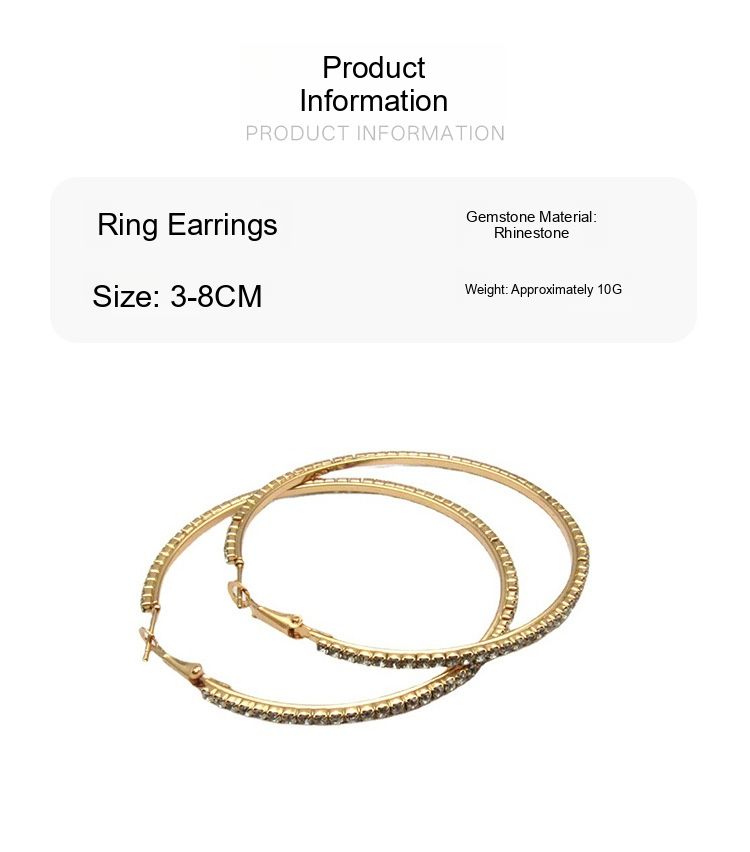 Product
Information
PRODUCT INFORMATION
Ring Earrings
Gemstone Material:
Rhinestone
Size: 3-8CM
Weight: Approximately 10G